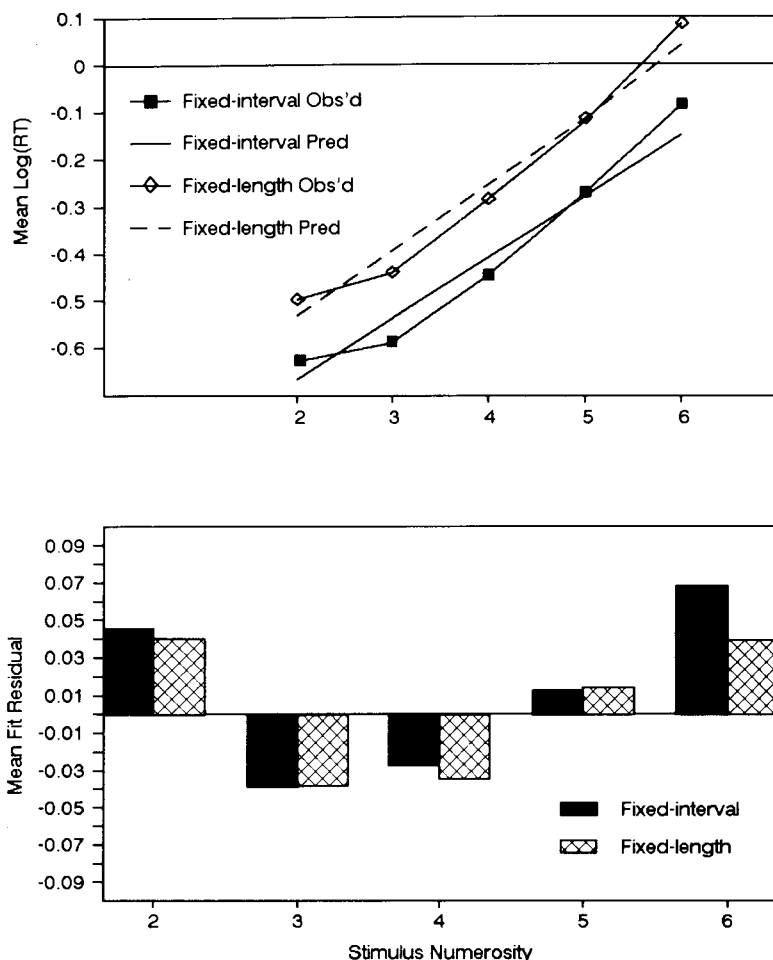 0.1
0
-0.1
-0.2
-0.3
-0.4
-0.5
-0.6
Mean Log(RT)
Fixed-interval Obs'd
Fixed-interval Pred
Fixed-length Obs'd
Fixed-length Pred
2 3 4 5 6
0.09
0.07
0.05
0.03
0.01
-0.01
-0.03
-0.05
-0.07
-0.09
Mean Fit Residual
Fixed-interval
Fixed-length
2 3 4 5 6
Stimulus Numerosity